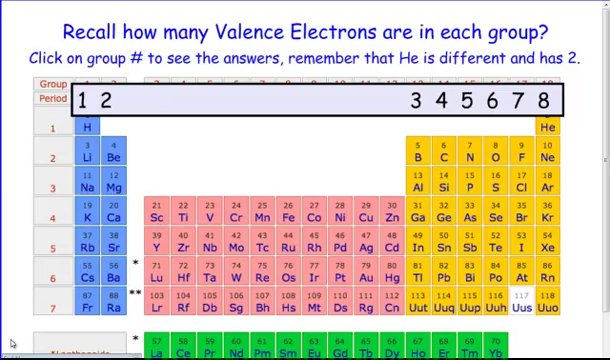 Recall how many Valence Electrons are in each group?
Click on group # to see the answers, remember that He is different and has 2.
Group
Period
1 2 3 4 5 6 7 8
1 H He
3 4 5 6 7 8 9 10
2 Li Be B C N O F Ne
11 12 13 14 15 16 17 18
3 Na Mg Al Si P S Cl Ar
19 20 21 22 23 24 25 26 27 28 29 30 31 32 33 34 35 36
4 K Ca Sc Ti V Cr Mn Fe Co Ni Cu Zn Ga Ge As Se Br Kr
37 38 39 40 41 42 43 44 45 46 47 48 49 50 51 52 53 54
5 Rb Sr Y Zr Nb Mo Tc Ru Rh Pd Ag Cd In Sn Sb Te I Xe
55 56 * 71 72 73 74 75 76 77 78 79 80 81 82 83 84 85 86
6 Cs Ba Lu Hf Ta W Re Os Ir Pt Au Hg Tl Pb Bi Po At Rn
87 88 ** 103 104 105 106 107 108 109 110 111 112 113 114 115 116 117 118
7 Fr Ra Lr Rf Db Sg Bh Hs Mt Ds Rg Cn Uut Uuq Uup Uuh Uus Uuo
* 57 58 59 60 61 62 63 64 65 66 67 68 69 70
*Lanthanoids La Ce Pr Nd Pm Sm Eu Gd Tb Dy Ho Er Tm Yb